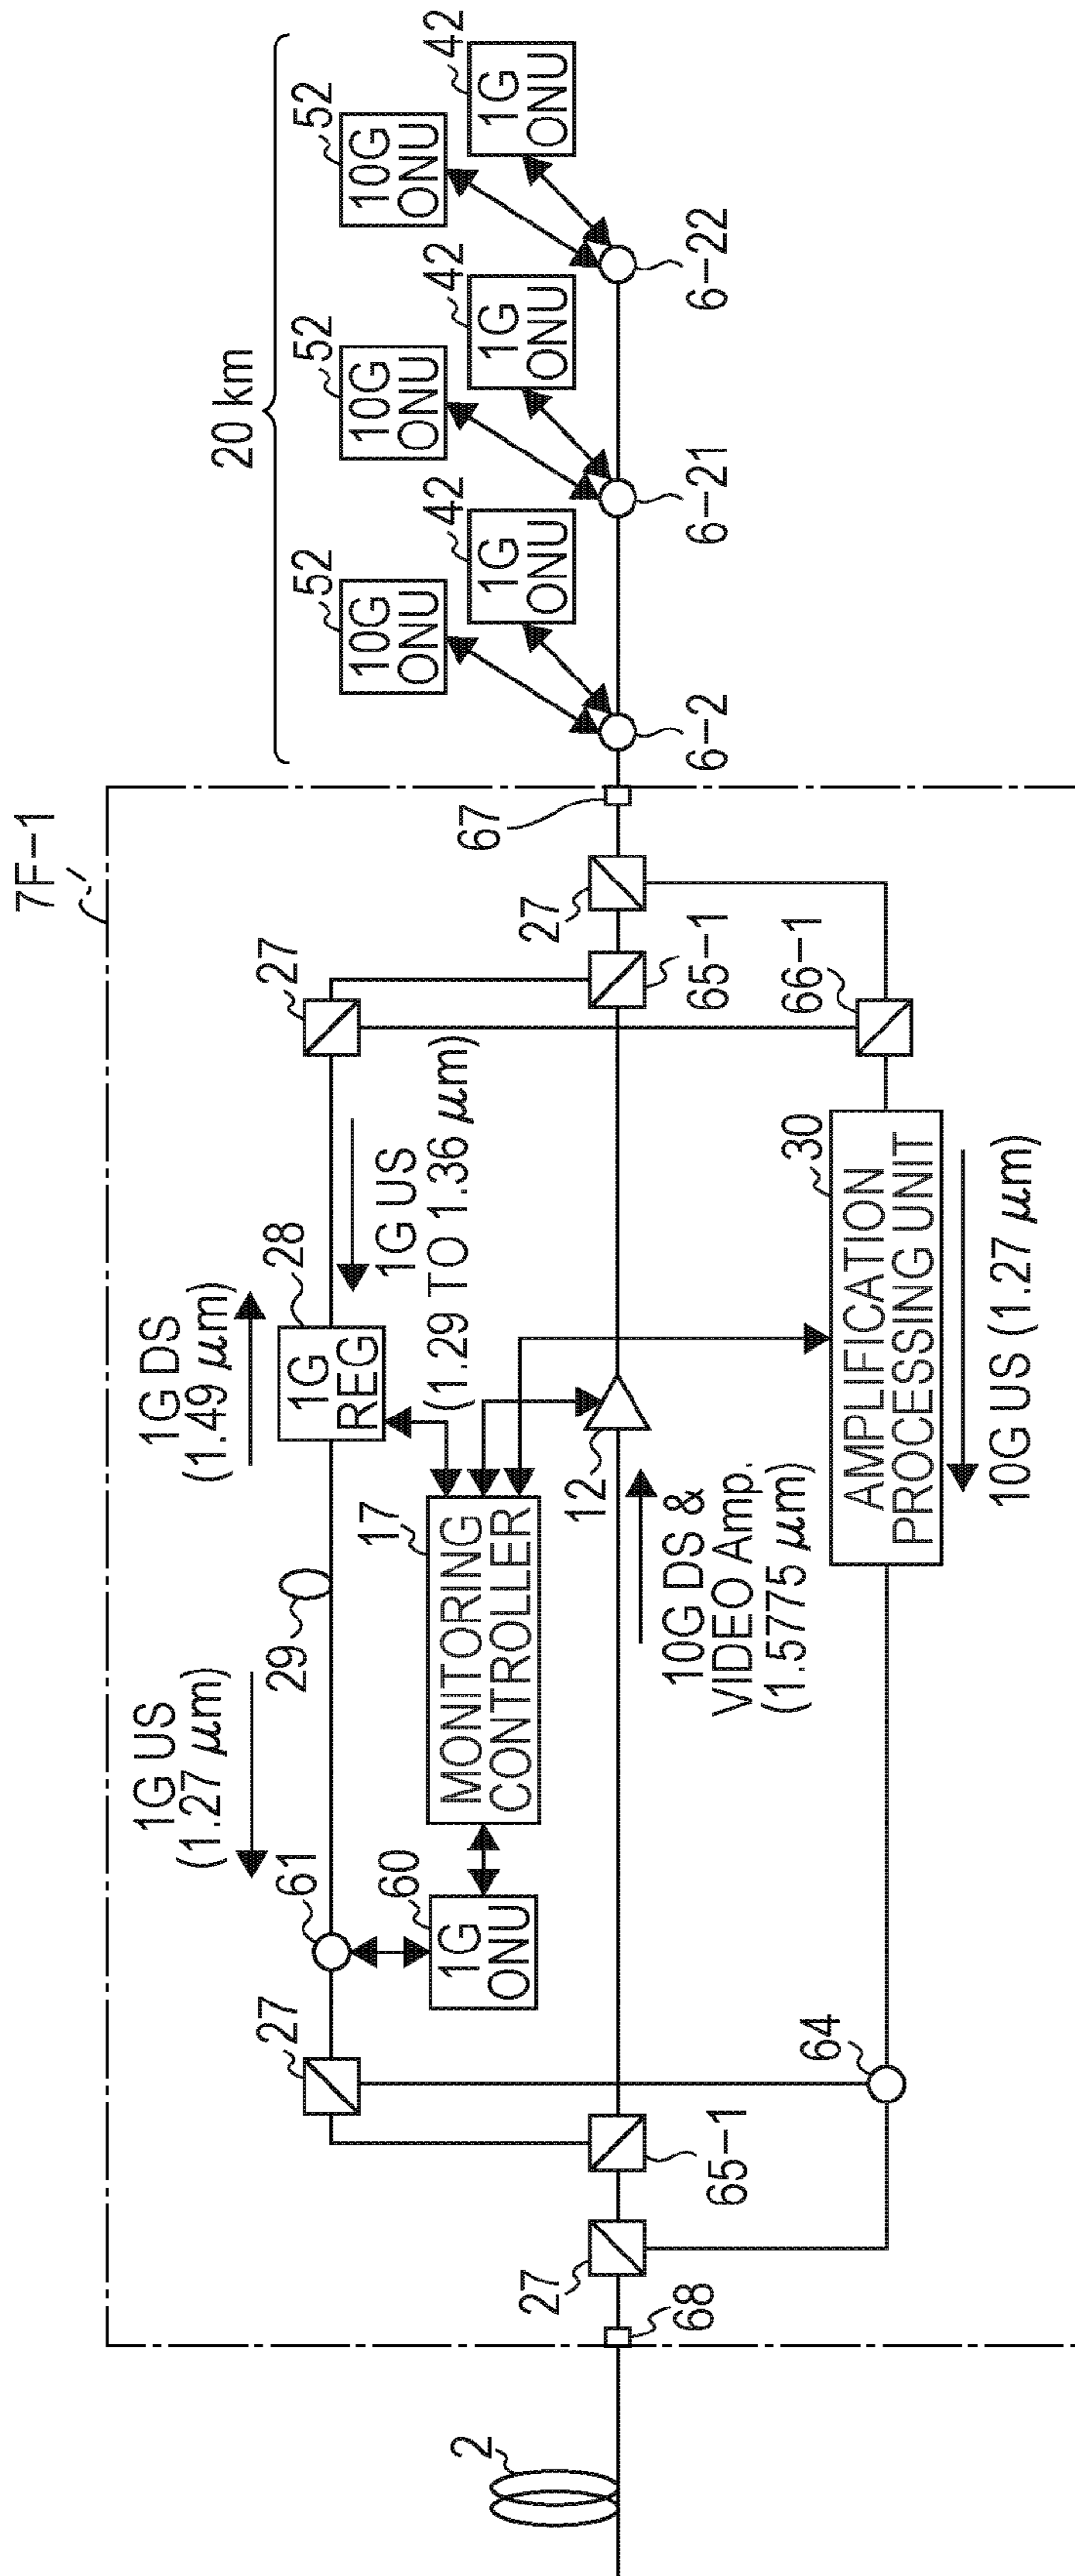 7F-1
20 km
52
10G
ONU
42
1G
ONU
52
10G
ONU
42
1G
ONU
52
10G
ONU
42
1G
ONU
6-2
6-21
6-22
67
68
2
27
65-1
27
61
60
1G
ONU
1G US
(1.27 μm)
29
17
MONITORING
CONTROLLER
1G DS
(1.49 μm)
28
1G
REG
1G US
(1.29 TO 1.36 μm)
27
12
10G DS &
VIDEO Amp.
(1.5775 μm)
65-1
27
64
30
AMPLIFICATION
PROCESSING UNIT
10G US (1.27 μm)
66-1